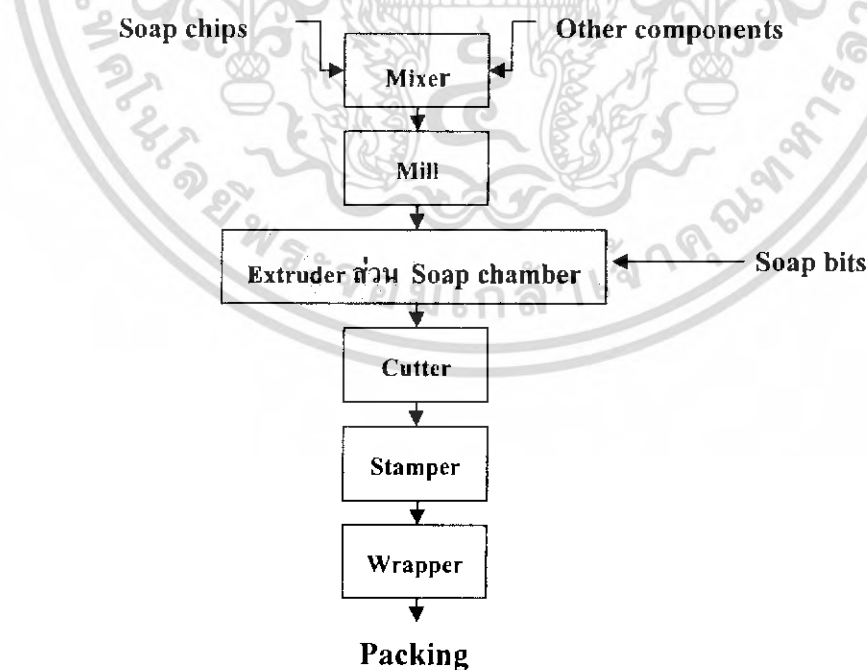 Soap chips
Other components
Mixer
Mill
Extruder ส่วน Soap chamber
Soap bits
Cutter
Stamper
Wrapper
Packing